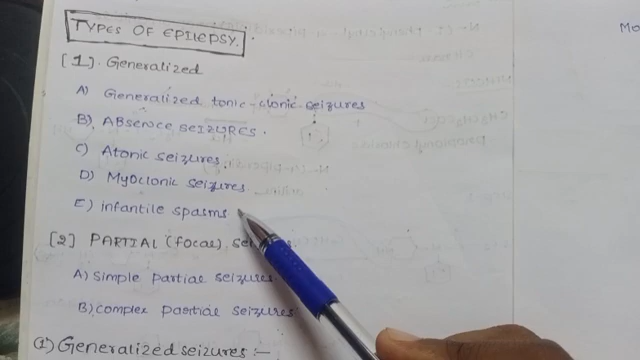 TYPES OF EPILEPSY.
[1]. Generalized
A) Generalized tonic-clonic seizures
B) ABSENCE SEIZURES.
C) Atonic seizures.
D) Myoclonic seizures.
E) infantile spasms
[2] PARTIAL (focal)
A) simple partial seizures.
B) complex partial seizures
(1) Generalized seizures :-